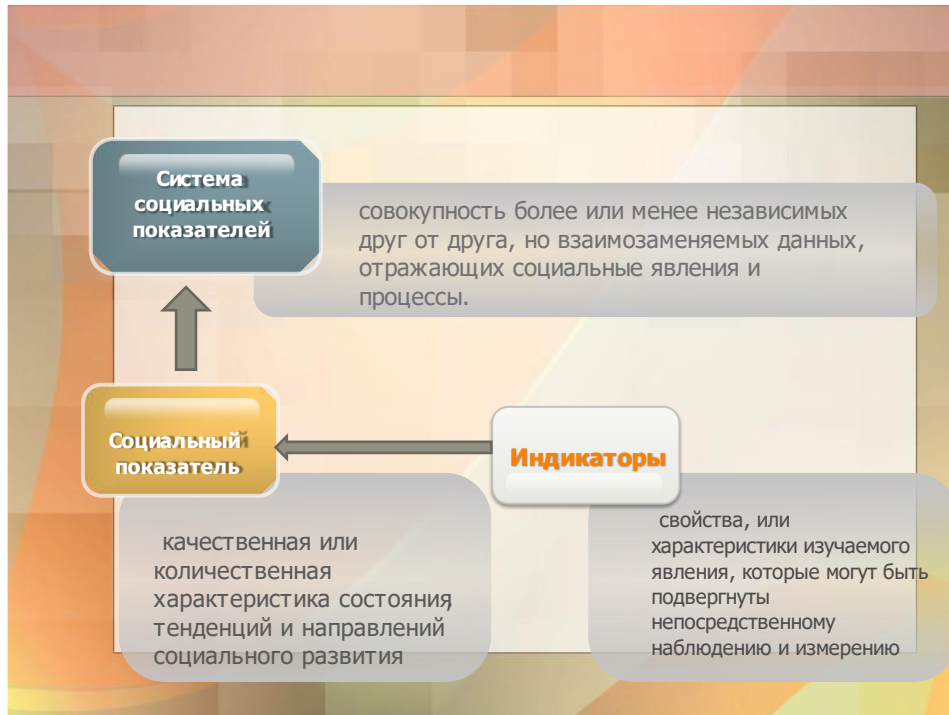 Система
социальных
показателей
совокупность более или менее независимых
друг от друга, но взаимозаменяемых данных,
отражающих социальные явления и
процессы.
Социальный
показатель
Индикаторы
качественная или
количественная
характеристика состояния,
тенденций и направлений
социального развития
свойства, или
характеристики изучаемого
явления, которые могут быть
подвергнуты
непосредственному
наблюдению и измерению